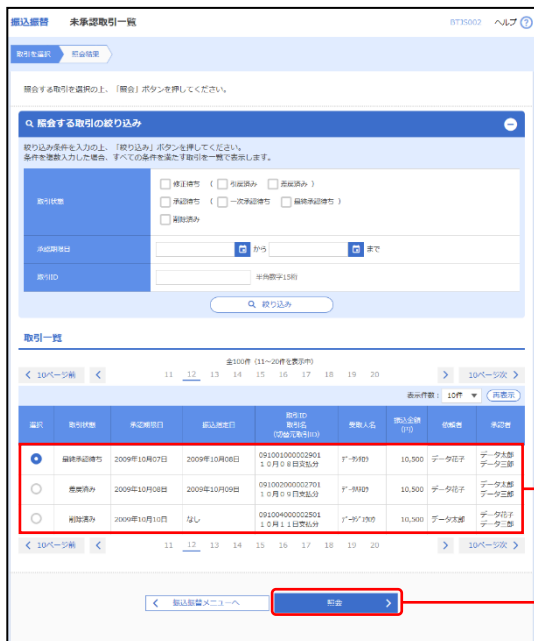 振込振替 未承認取引一覧 BTJS002 ヘルプ ?
取引を選択 照会結果
照会する取引を選択の上、「照会」ボタンを押してください。
照会する取引の絞り込み
絞り込み条件を入力の上、「絞り込み」ボタンを押してください。
条件を複数入力した場合、すべての条件を満たす取引を一覧で表示します。
取引状態
修正待ち ( 引戻済み 差戻済み )
承認待ち ( 一次承認待ち 最終承認待ち )
削除済み
承認期限日 から まで
取引ID 半角数字15桁
絞り込み
取引一覧
全100件 (11～20件を表示中)
10ページ前 11 12 13 14 15 16 17 18 19 20 10ページ次
表示件数: 10件 再表示
選択 取引状態 承認期限日 振込指定日 取引ID 取引名 (切替元取引ID) 受取人名 振込金額 (円) 依頼者 承認者
最終承認待ち 2009年10月07日 2009年10月08日 091001000002901 10,500 データ花子 データ太郎
10月08日支払分 データ三郎
差戻済み 2009年10月08日 2009年10月09日 091002000002701 10,500 データ花子 データ太郎
10月09日支払分 データ三郎
削除済み 2009年10月10日 なし 091004000002501 10,500 データ太郎 データ花子
10月11日支払分 データ三郎
10ページ前 11 12 13 14 15 16 17 18 19 20 10ページ次
振込振替メニューへ 照会